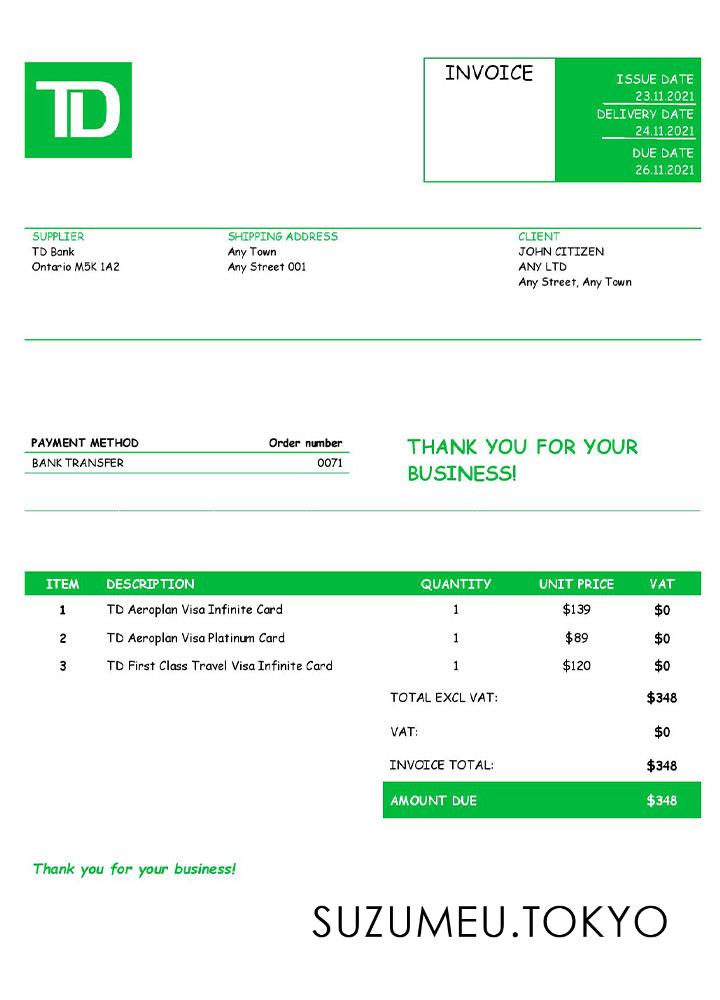 TD
INVOICE
ISSUE DATE
23.11.2021
DELIVERY DATE
24.11.2021
DUE DATE
26.11.2021
SUPPLIER SHIPPING ADDRESS CLIENT
TD Bank Any Town JOHN CITIZEN
Ontario M5K 1A2 Any Street 001 ANY LTD
Any Street, Any Town
PAYMENT METHOD Order number
BANK TRANSFER 0071
THANK YOU FOR YOUR
BUSINESS!
ITEM DESCRIPTION QUANTITY UNIT PRICE VAT
1 TD Aeroplan Visa Infinite Card 1 $139 $0
2 TD Aeroplan Visa Platinum Card 1 $89 $0
3 TD First Class Travel Visa Infinite Card 1 $120 $0
TOTAL EXCL VAT: $348
VAT: $0
INVOICE TOTAL: $348
AMOUNT DUE $348
Thank you for your business!
SUZUMEU.TOKYO